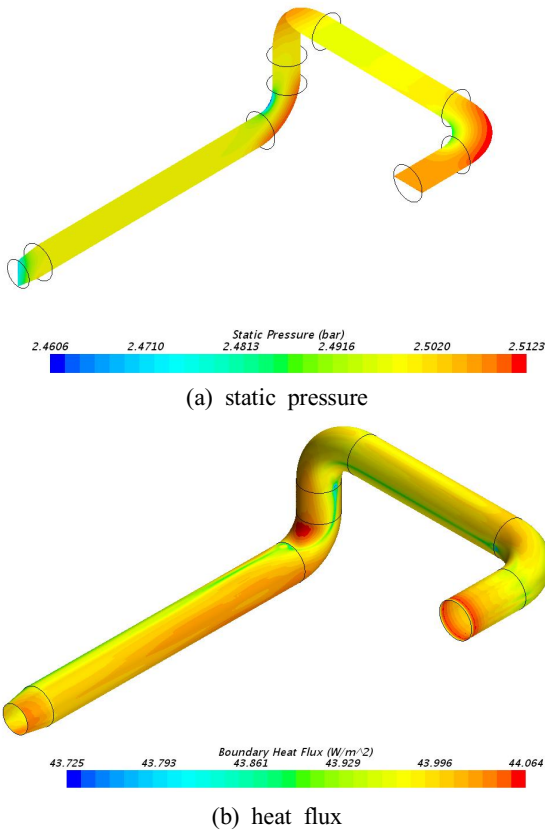 Static Pressure (bar)
2.4606 2.4710 2.4813 2.4916 2.5020 2.5123
(a) static pressure
Boundary Heat Flux (W/m^2)
43.725 43.793 43.861 43.929 43.996 44.064
(b) heat flux